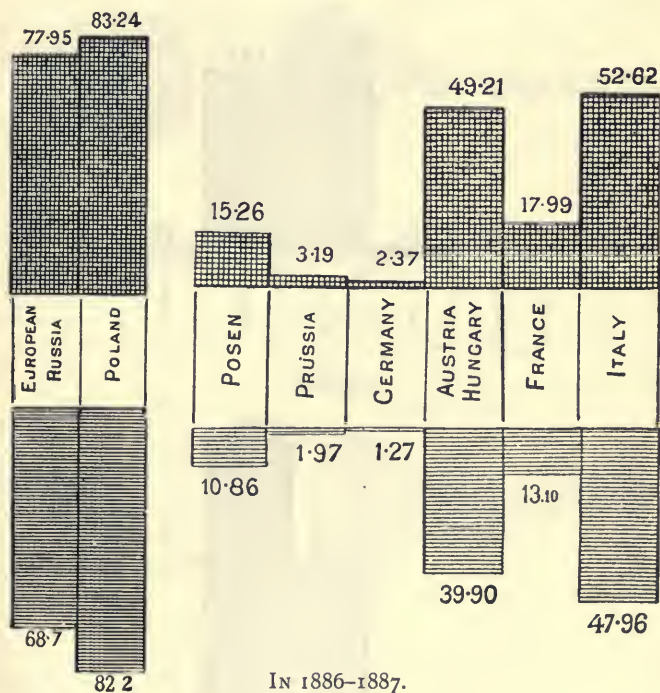 77·95
83·24
15·26
3·19
2·37
49·21
17·99
52·62
EUROPEAN
RUSSIA
POLAND
POSEN
PRUSSIA
GERMANY
AUSTRIA
HUNGARY
FRANCE
ITALY
68·7
82 2
10·86
1·97
1·27
39·90
13.10
47·96
IN 1886–1887.